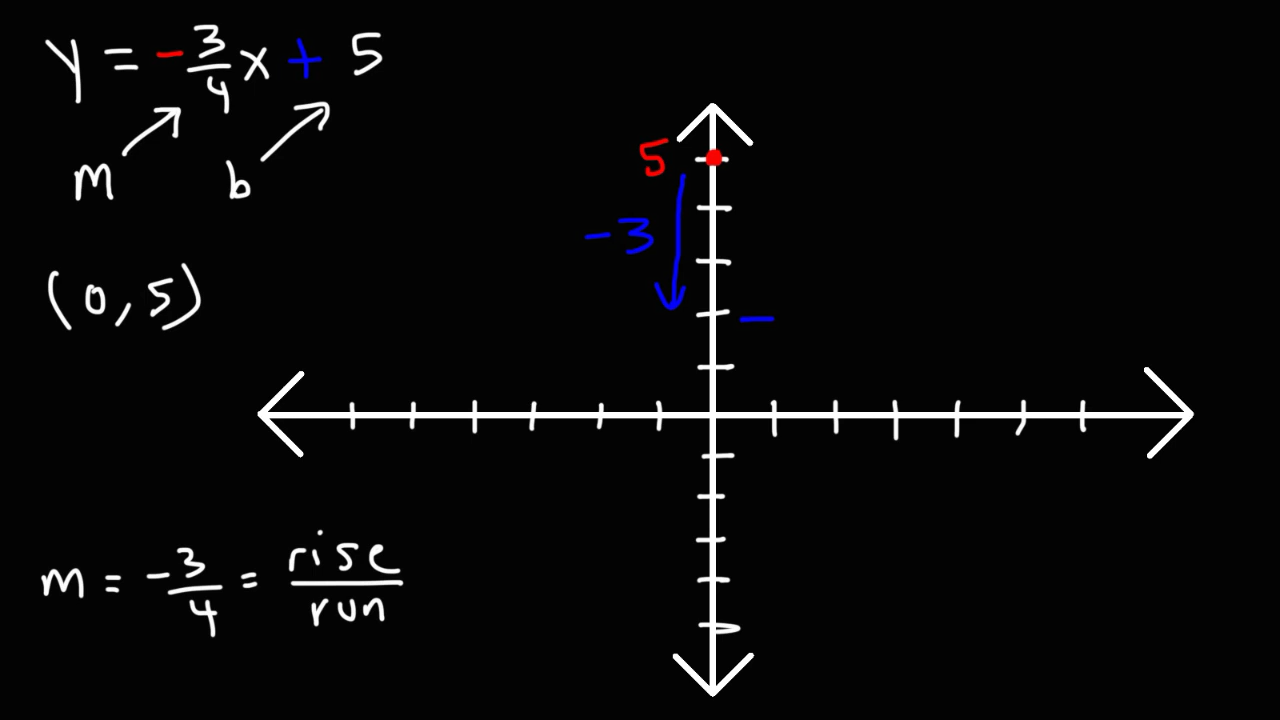 y = -3/4 x + 5
m b
(0, 5)
5
-3
m = -3/4 = rise/run